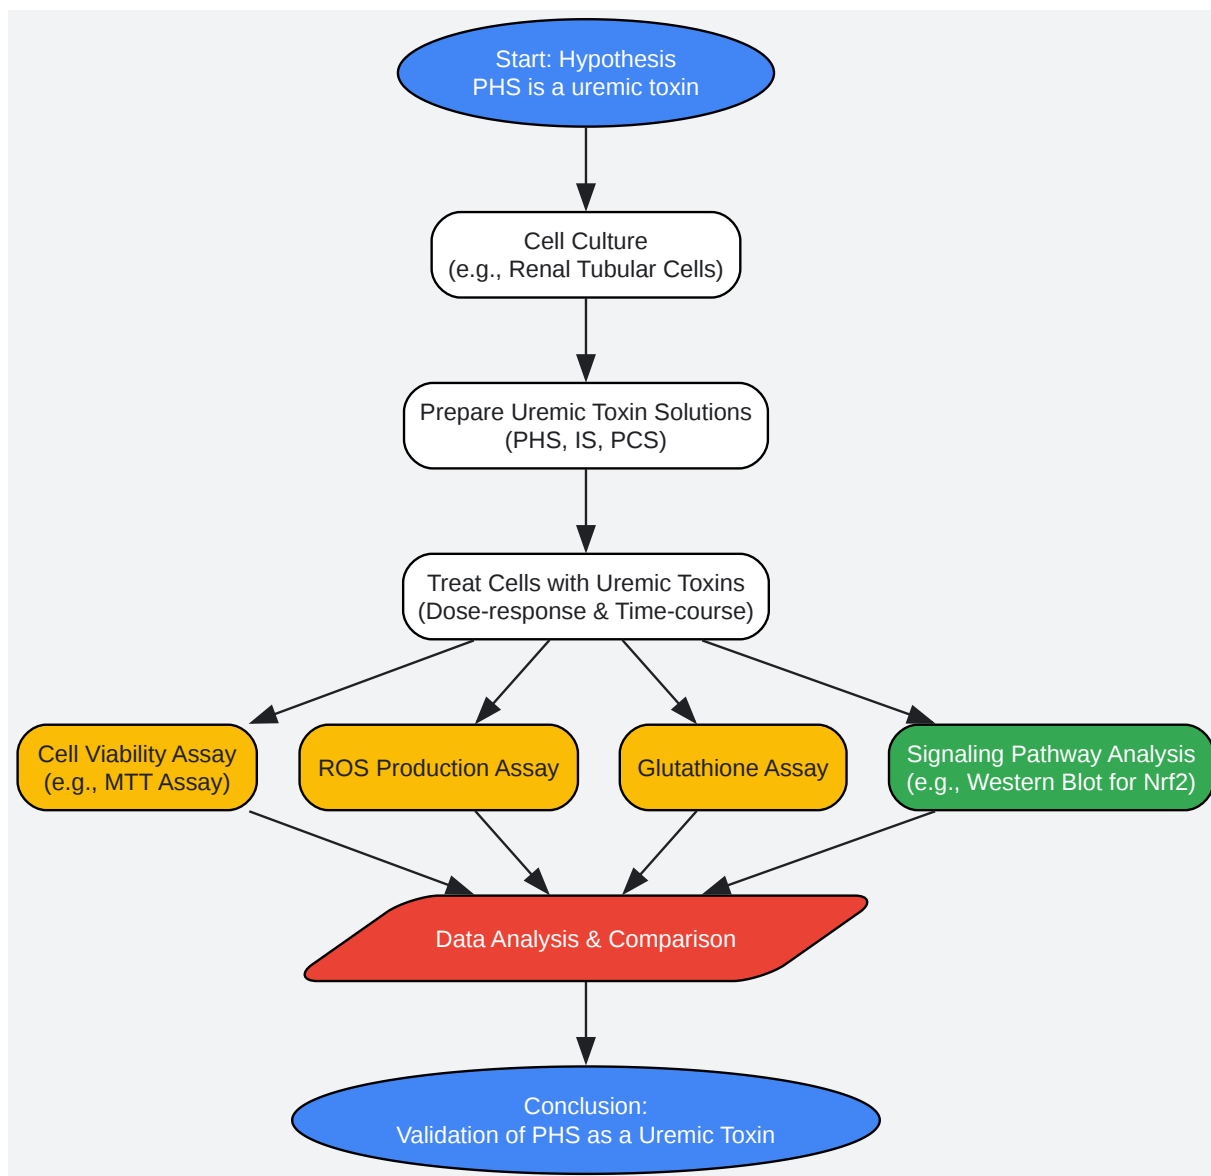 Start: Hypothesis
PHS is a uremic toxin
Cell Culture
(e.g., Renal Tubular Cells)
Prepare Uremic Toxin Solutions
(PHS, IS, PCS)
Treat Cells with Uremic Toxins
(Dose-response & Time-course)
Cell Viability Assay
(e.g., MTT Assay)
ROS Production Assay
Glutathione Assay
Signaling Pathway Analysis
(e.g., Western Blot for Nrf2)
Data Analysis & Comparison
Conclusion:
Validation of PHS as a Uremic Toxin